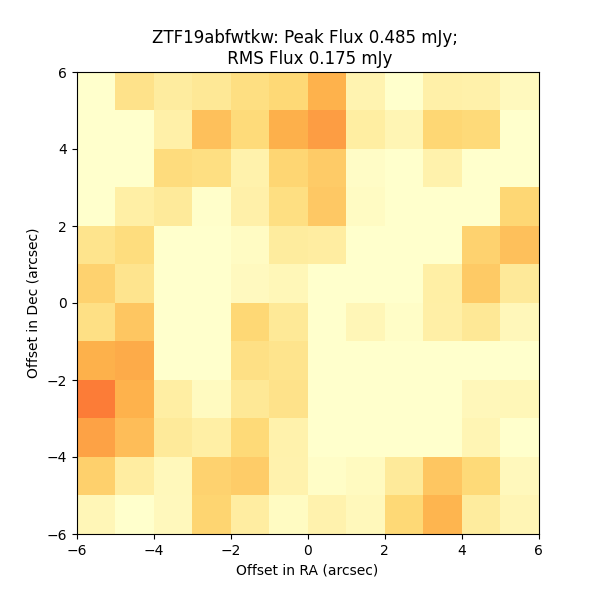 ZTF19abfwtkw: Peak Flux 0.485 mJy;
RMS Flux 0.175 mJy
6
4
2
0
−2
−4
−6
Offset in Dec (arcsec)
−6 −4 −2 0 2 4 6
Offset in RA (arcsec)